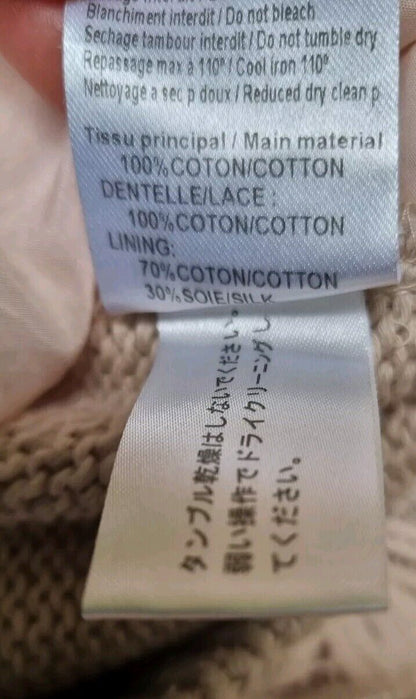 Blanchiment interdit / Do not bleach
Sechage tambour interdit / Do not tumble dry
Repassage max à 110° / Cool iron 110°
Nettoyage a sec p doux / Reduced dry clean p
Tissu principal / Main material
100%COTON/COTTON
DENTELLE/LACE :
100%COTON/COTTON
LINING:
70%COTON/COTTON
30%SOIE/SILK
タンブル乾燥はしないでください。
弱い操作でドライクリーニングし
てください。